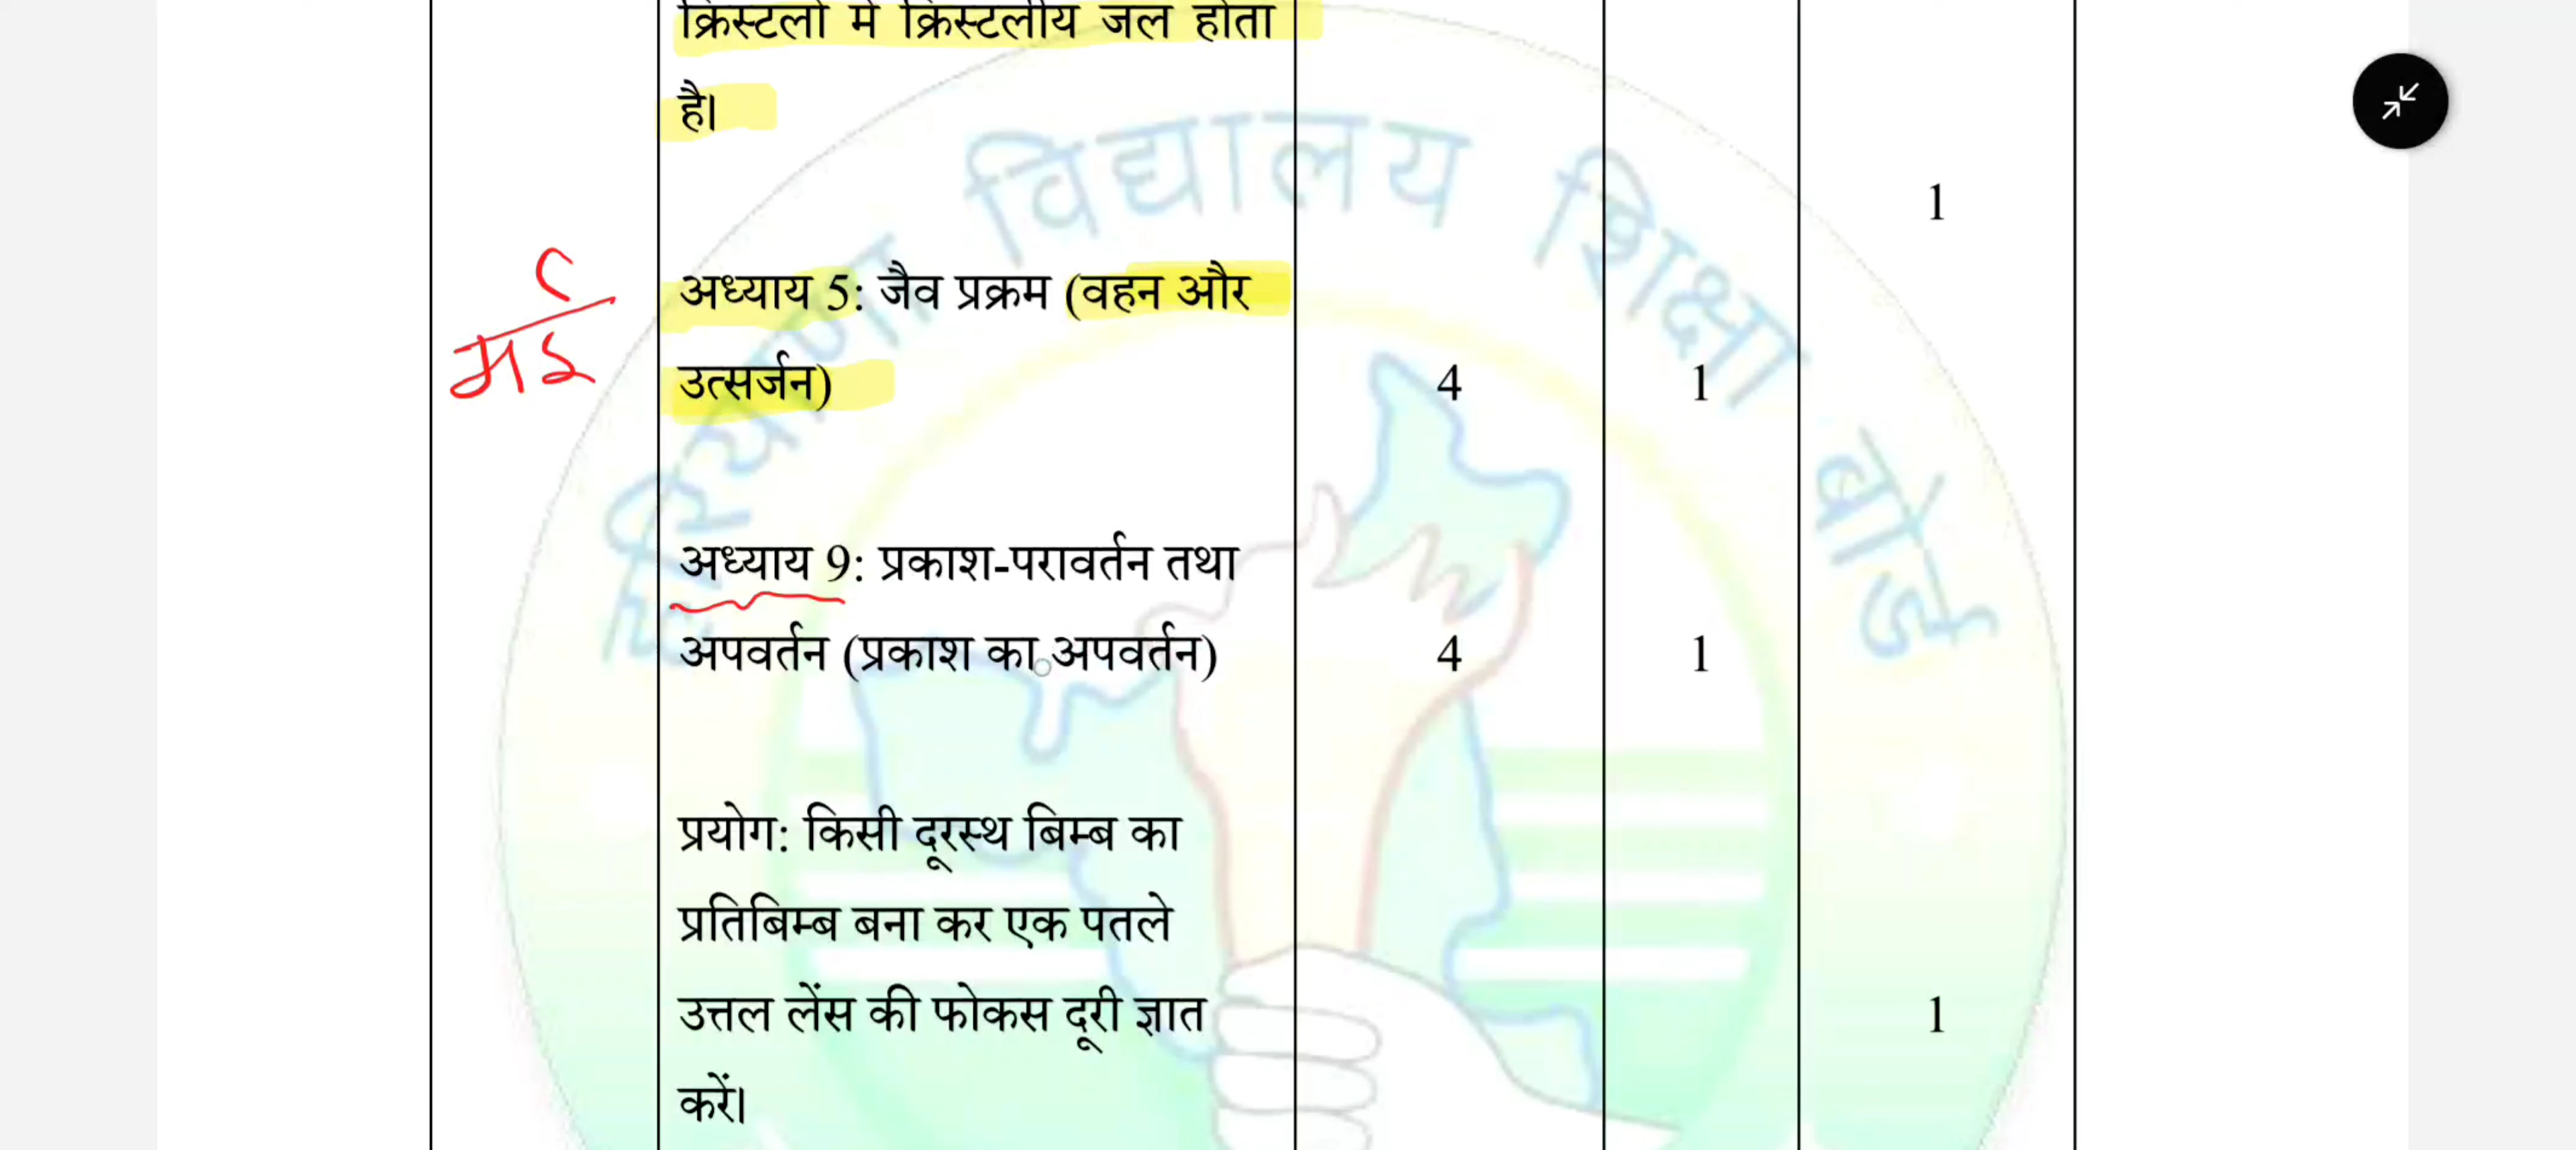 क्रिस्टलों में क्रिस्टलीय जल होता
है।
1
अध्याय 5: जैव प्रक्रम (वहन और
उत्सर्जन) 4 1
मई
अध्याय 9: प्रकाश-परावर्तन तथा
अपवर्तन (प्रकाश का अपवर्तन) 4 1
प्रयोग: किसी दूरस्थ बिम्ब का
प्रतिबिम्ब बना कर एक पतले
उत्तल लेंस की फोकस दूरी ज्ञात 1
करें।
हरियाणा विद्यालय शिक्षा बोर्ड